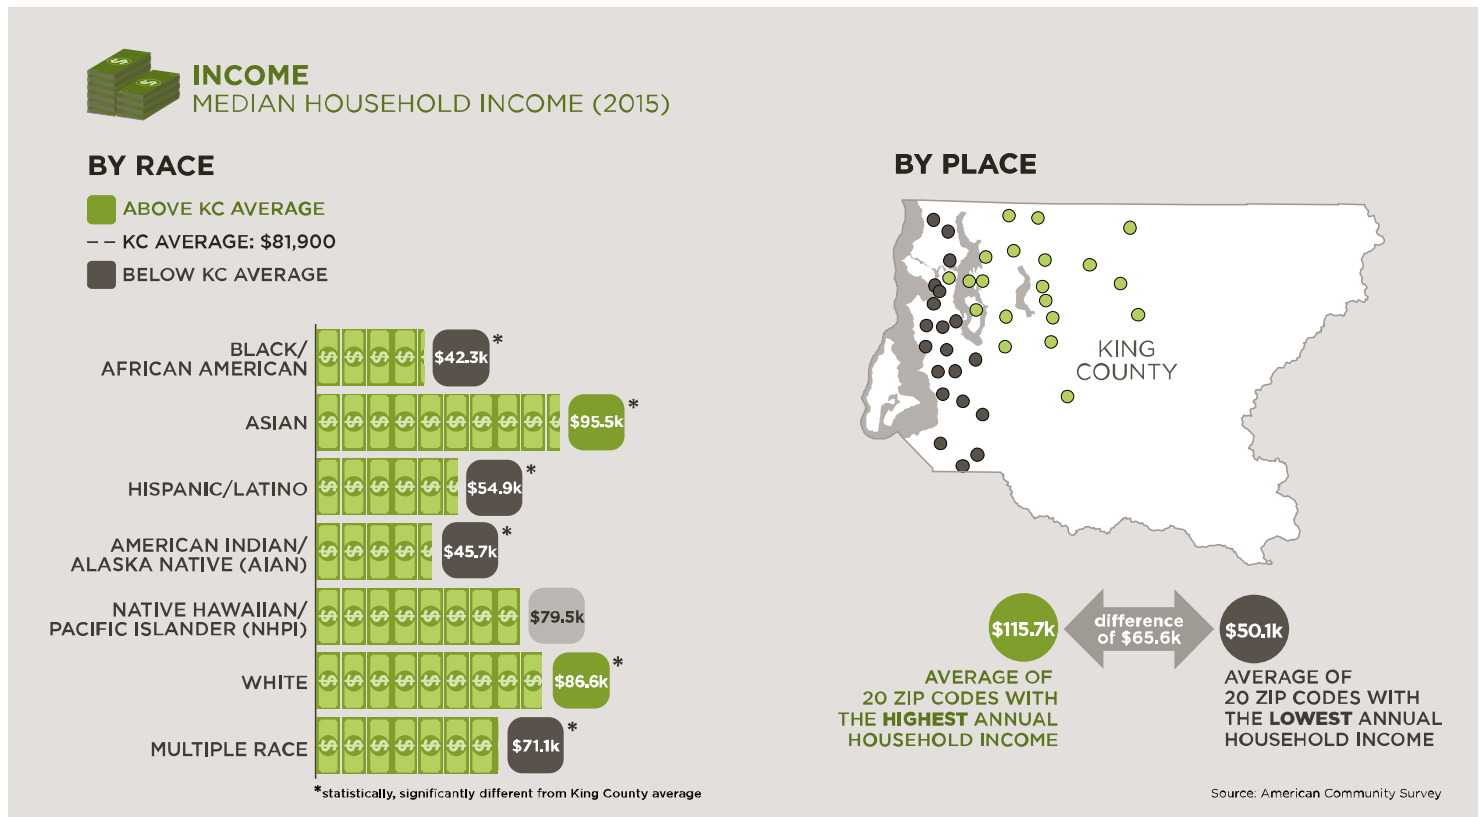 INCOME
MEDIAN HOUSEHOLD INCOME (2015)
BY RACE
ABOVE KC AVERAGE
KC AVERAGE: $81,900
BELOW KC AVERAGE
BLACK/
AFRICAN AMERICAN
$42.3k*
ASIAN
$95.5k*
HISPANIC/LATINO
$54.9k*
AMERICAN INDIAN/
ALASKA NATIVE (AIAN)
$45.7k*
NATIVE HAWAIIAN/
PACIFIC ISLANDER (NHPI)
$79.5k
WHITE
$86.6k*
MULTIPLE RACE
$71.1k*
*statistically, significantly different from King County average
BY PLACE
KING
COUNTY
$115.7k
difference
of $65.6k
$50.1k
AVERAGE OF
20 ZIP CODES WITH
THE HIGHEST ANNUAL
HOUSEHOLD INCOME
AVERAGE OF
20 ZIP CODES WITH
THE LOWEST ANNUAL
HOUSEHOLD INCOME
Source: American Community Survey